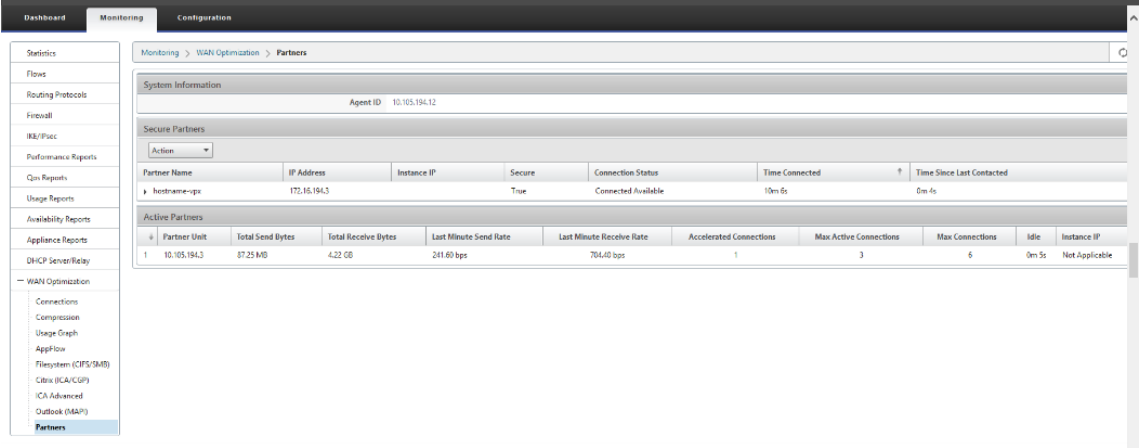 Dashboard Monitoring Configuration
Statistics
Flows
Routing Protocols
Firewall
IKE/IPsec
Performance Reports
Qos Reports
Usage Reports
Availability Reports
Appliance Reports
DHCP Server/Relay
WAN Optimization
Connections
Compression
Usage Graph
AppFlow
Filesystem (CIFS/SMB)
Citrix (ICA/CGP)
ICA Advanced
Outlook (MAPI)
Partners
Monitoring > WAN Optimization > Partners
System Information
Agent ID 10.105.194.12
Secure Partners
Action
Partner Name IP Address Instance IP Secure Connection Status Time Connected Time Since Last Contacted
hostname-vpx 172.16.194.3 True Connected Available 10m 6s 0m 4s
Active Partners
Partner Unit Total Send Bytes Total Receive Bytes Last Minute Send Rate Last Minute Receive Rate Accelerated Connections Max Active Connections Max Connections Idle Instance IP
1 10.105.194.3 87.25 MB 4.22 GB 241.60 bps 704.40 bps 1 3 6 0m 5s Not Applicable